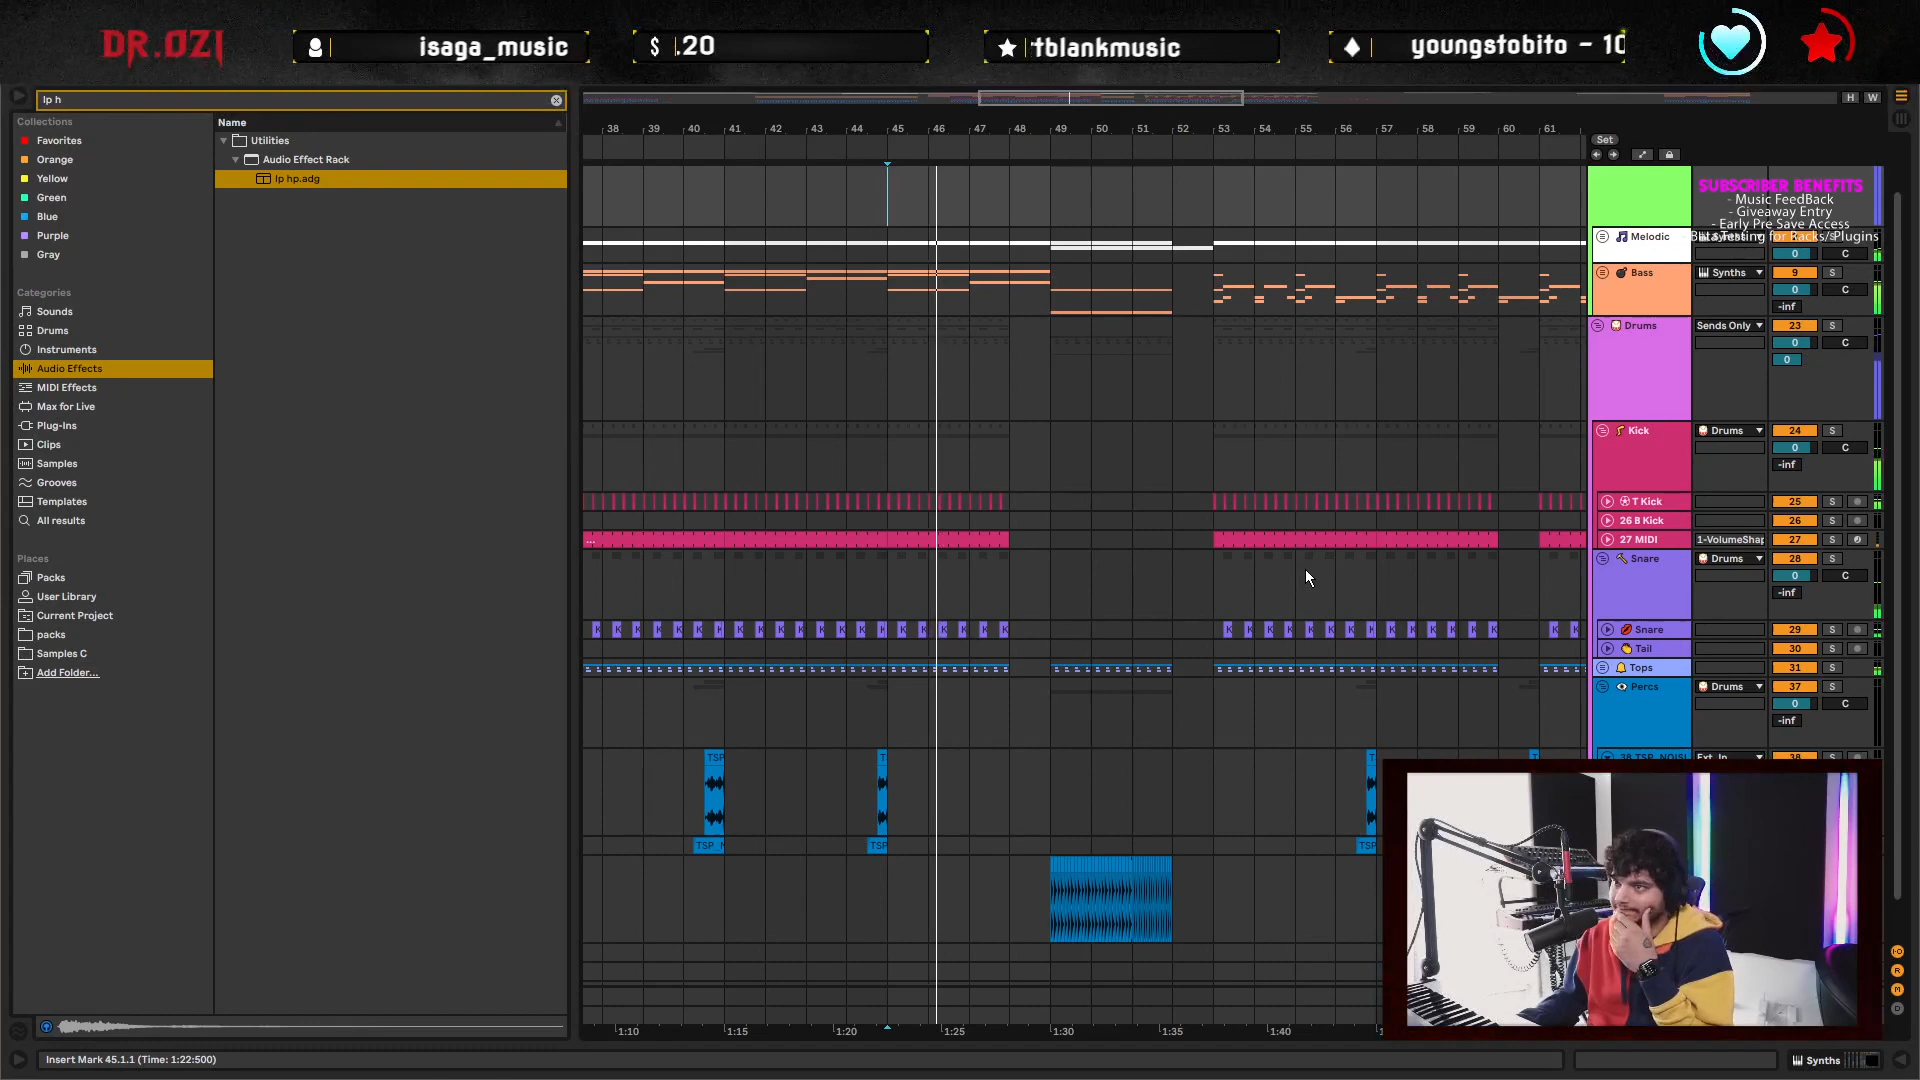 DR.OZI
isaga_music
$ .20
tblankmusic
youngstobito - 10
lp h
H W
Collections
Favorites
Orange
Yellow
Green
Blue
Purple
Gray
Categories
Sounds
Drums
Instruments
Audio Effects
MIDI Effects
Max for Live
Plug-Ins
Clips
Samples
Grooves
Templates
All results
Places
Packs
User Library
Current Project
packs
Samples C
Add Folder...
Name
Utilities
Audio Effect Rack
lp hp.adg
38 39 40 41 42 43 44 45 46 47 48 49 50 51 52 53 54 55 56 57 58 59 60 61
Set
SUBSCRIBER BENEFITS
- Music FeedBack
- Giveaway Entry
- Early Pre Save Access
- Beta Testing for Racks/Plugins
Melodic
0 C
Bass Synths 9 S
0 C
-inf
Drums Sends Only 23 S
0 C
0
Kick Drums 24 S
0 C
-inf
T Kick 25 S
26 B Kick 26 S
27 MIDI 1-VolumeShap 27 S
Snare Drums 28 S
0 C
-inf
Snare 29 S
Tail 30 S
Tops 31 S
Percs Drums 37 S
0 C
-inf
TSP
TSP_N
TSP
TSP
1:10 1:15 1:20 1:25 1:30 1:35 1:40
Insert Mark 45.1.1 (Time: 1:22:500)
Synths